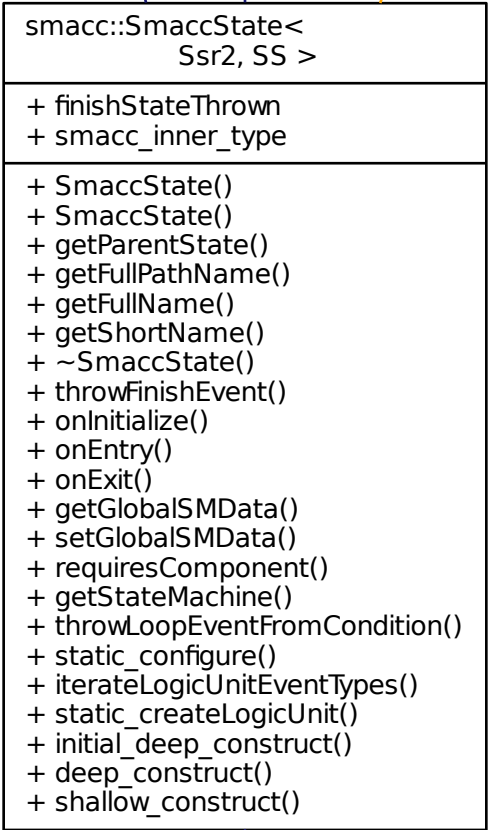 smacc::SmaccState<
Ssr2, SS >
+ finishStateThrown
+ smacc_inner_type
+ SmaccState()
+ SmaccState()
+ getParentState()
+ getFullPathName()
+ getFullName()
+ getShortName()
+ ~SmaccState()
+ throwFinishEvent()
+ onInitialize()
+ onEntry()
+ onExit()
+ getGlobalSMData()
+ setGlobalSMData()
+ requiresComponent()
+ getStateMachine()
+ throwLoopEventFromCondition()
+ static_configure()
+ iterateLogicUnitEventTypes()
+ static_createLogicUnit()
+ initial_deep_construct()
+ deep_construct()
+ shallow_construct()